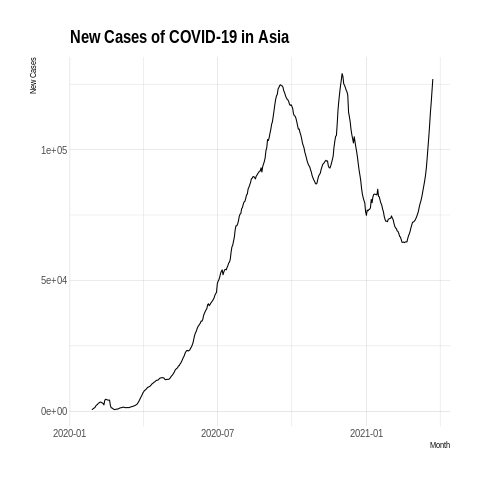 New Cases of COVID-19 in Asia
New Cases
1e+05
5e+04
0e+00
2020-01
2020-07
2021-01
Month